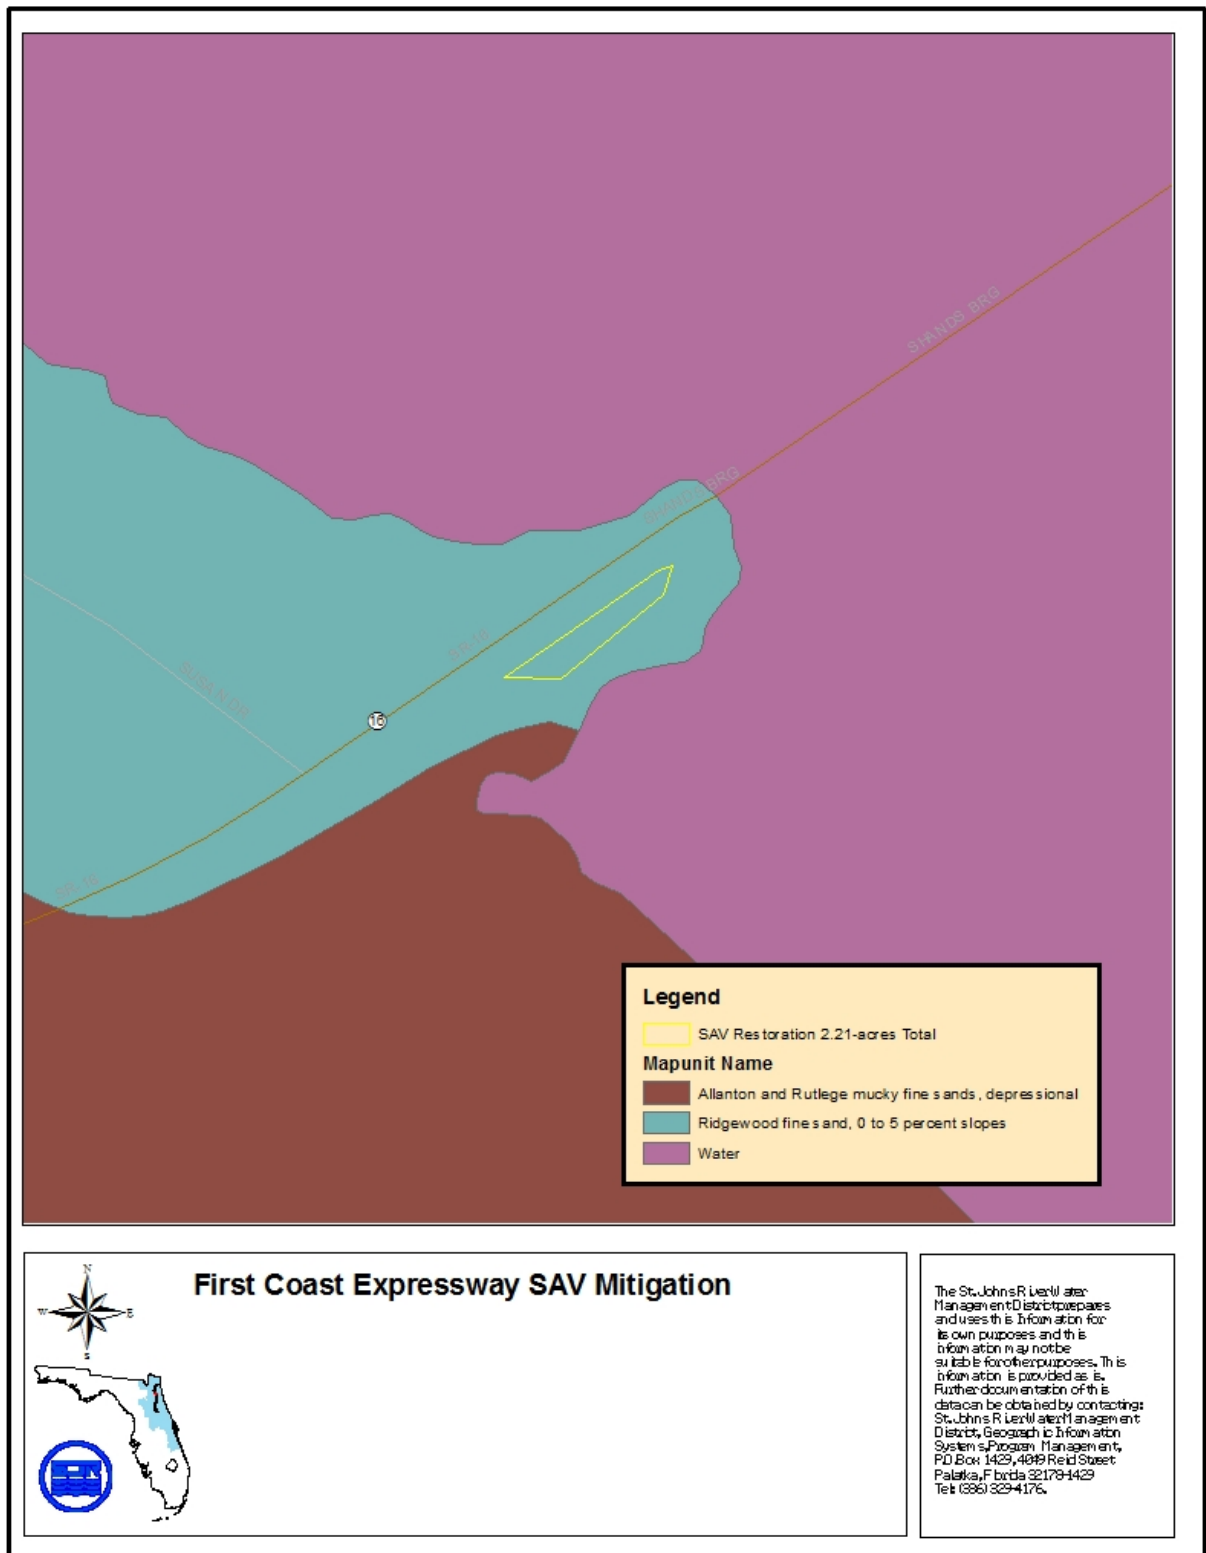 SHANDS BRG
SHANDS BRG
SR-16
SUSAN DR
16
SR-16
Legend
SAV Restoration 2.21-acres Total
Mapunit Name
Allanton and Rutlege mucky fine sands, depressional
Ridgewood fine sand, 0 to 5 percent slopes
Water
N
W
E
S
First Coast Expressway SAV Mitigation
The St. Johns River Water
Management District prepares
and uses this information for
its own purposes and this
information may not be
suitable for other purposes. This
information is provided as is.
Further documentation of this
data can be obtained by contacting:
St. Johns River Water Management
District, Geographic Information
Systems, Program Management,
P.O.Box 1429, 4049 Reid Street
Palatka, Florida 32178-1429
Tel: (386) 329-4176.